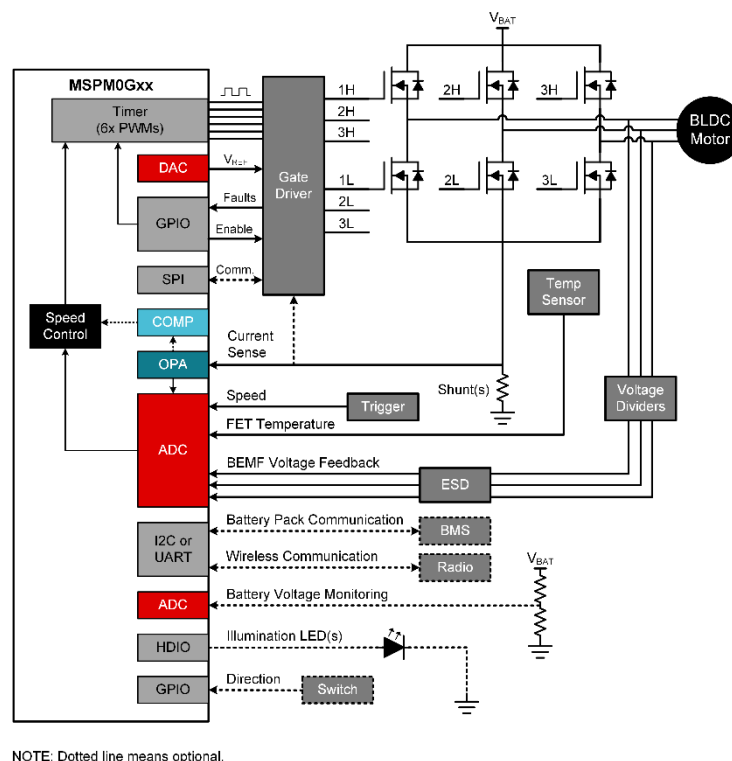 V_BAT
MSPM0Gxx
Timer
(6x PWMs)
1H
2H
3H
2H
3H
BLDC
Motor
DAC
V_REF
Gate
Driver
GPIO
Faults
Enable
1L
2L
3L
2L
3L
SPI
Comm.
Temp
Sensor
Speed
Control
COMP
OPA
Current
Sense
Shunt(s)
Voltage
Dividers
ADC
Speed
Trigger
FET Temperature
BEMF Voltage Feedback
ESD
I2C or
UART
Battery Pack Communication
BMS
Wireless Communication
Radio
V_BAT
ADC
Battery Voltage Monitoring
HDIO
Illumination LED(s)
GPIO
Direction
Switch
NOTE: Dotted line means optional.